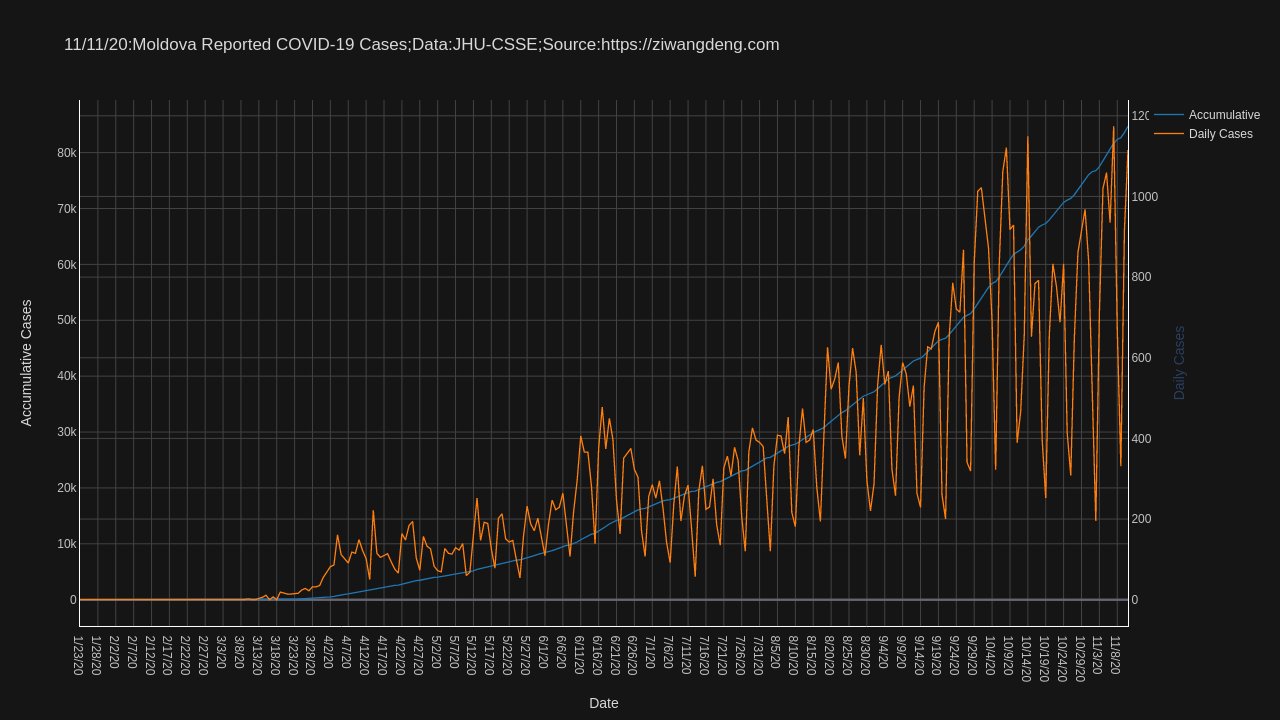 11/11/20:Moldova Reported COVID-19 Cases;Data:JHU-CSSE;Source:https://ziwangdeng.com
Accumulative
Daily Cases
80k
70k
60k
50k
40k
30k
20k
10k
0
Accumulative Cases
120
1000
800
600
400
200
0
Daily Cases
1/23/20 1/28/20 2/2/20 2/7/20 2/12/20 2/17/20 2/22/20 2/27/20 3/3/20 3/8/20 3/13/20 3/18/20 3/23/20 3/28/20 4/2/20 4/7/20 4/12/20 4/17/20 4/22/20 4/27/20 5/2/20 5/7/20 5/12/20 5/17/20 5/22/20 5/27/20 6/1/20 6/6/20 6/11/20 6/16/20 6/21/20 6/26/20 7/1/20 7/6/20 7/11/20 7/16/20 7/21/20 7/26/20 7/31/20 8/5/20 8/10/20 8/15/20 8/20/20 8/25/20 8/30/20 9/4/20 9/9/20 9/14/20 9/19/20 9/24/20 9/29/20 10/4/20 10/9/20 10/14/20 10/19/20 10/24/20 10/29/20 11/3/20 11/8/20
Date